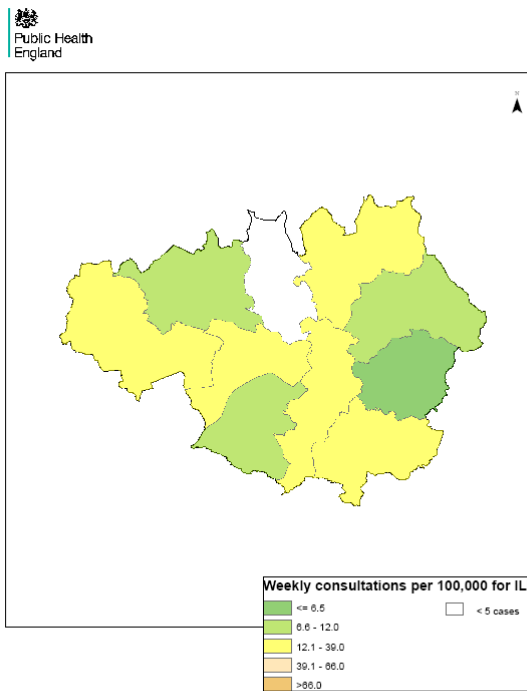 Public Health
England
Weekly consultations per 100,000 for IL
<= 6.5
< 5 cases
6.6 - 12.0
12.1 - 39.0
39.1 - 66.0
>66.0